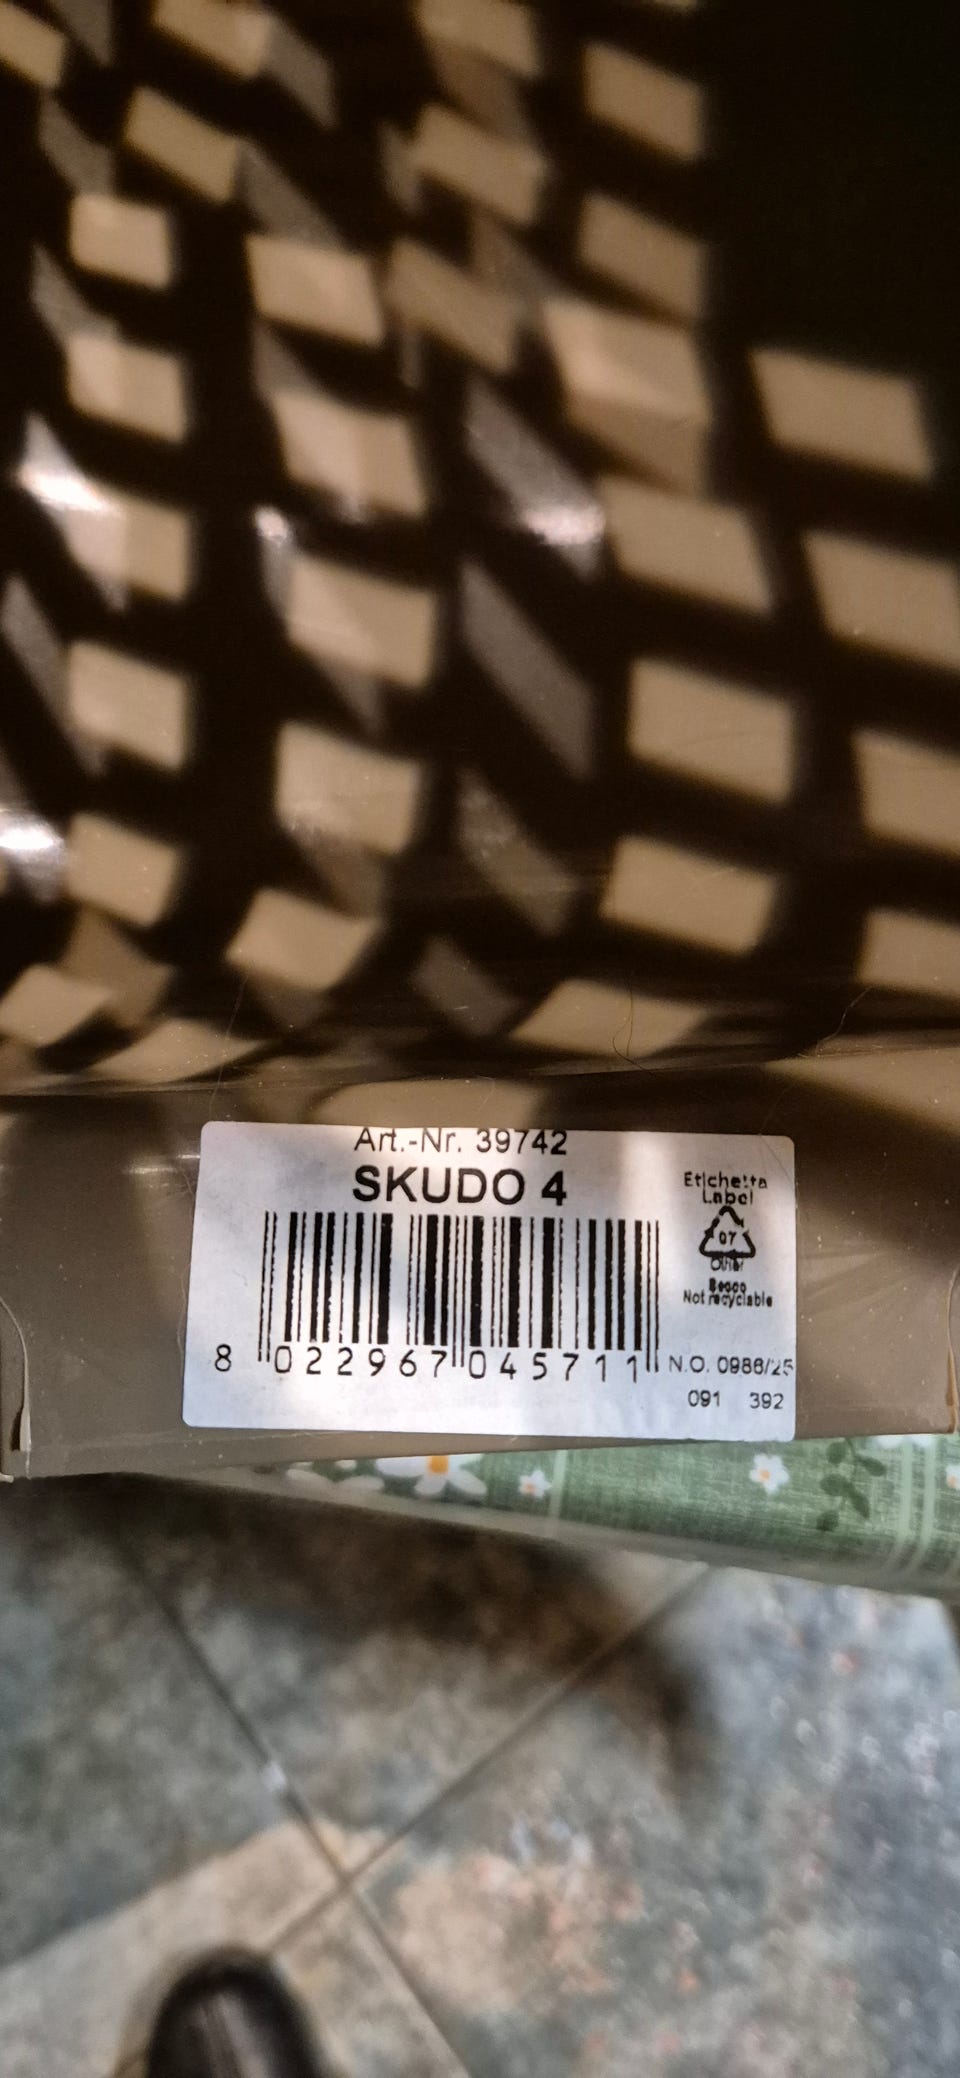 Art.-Nr. 39742
SKUDO 4
Etichetta
Label
07
Other
Not recyclable
8 022967 045711
N.O. 0986/25
091 392